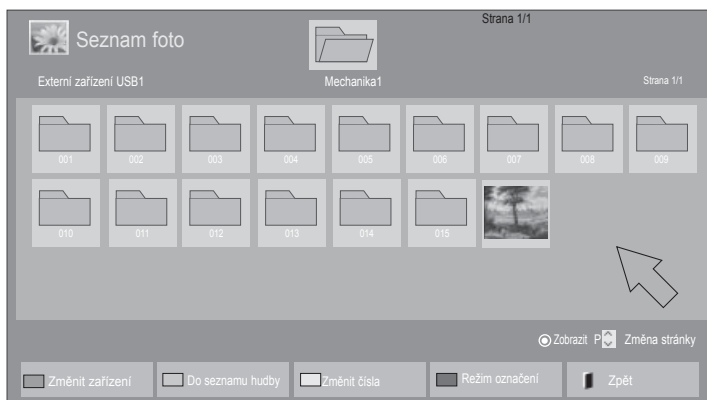 Strana 1/1
Seznam foto
Externí zařízení USB1
Mechanika1
Strana 1/1
001 002 003 004 005 006 007 008 009
010 011 012 013 014 015
Zobrazit P Změna stránky
Změnit zařízení Do seznamu hudby Změnit čísla Režim označení Zpět